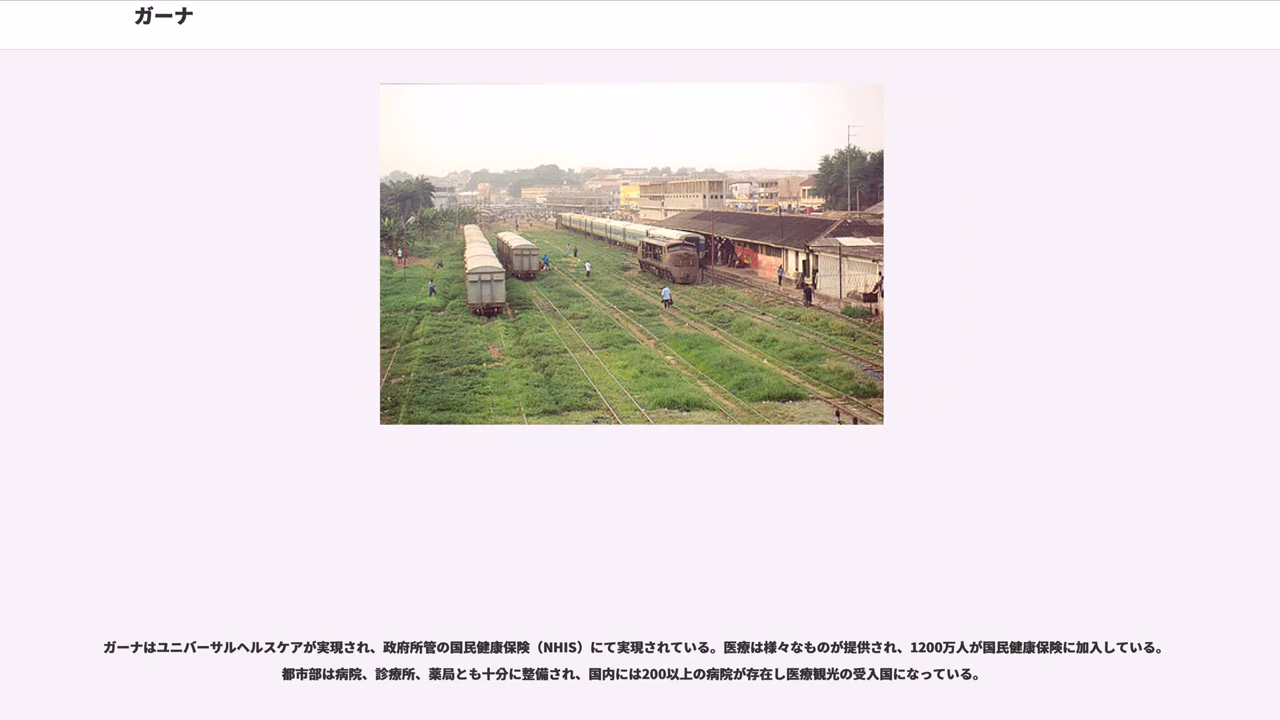 ガーナ
ガーナはユニバーサルヘルスケアが実現され、政府所管の国民健康保険（NHIS）にて実現されている。医療は様々なものが提供され、1200万人が国民健康保険に加入している。
都市部は病院、診療所、薬局とも十分に整備され、国内には200以上の病院が存在し医療観光の受入国になっている。